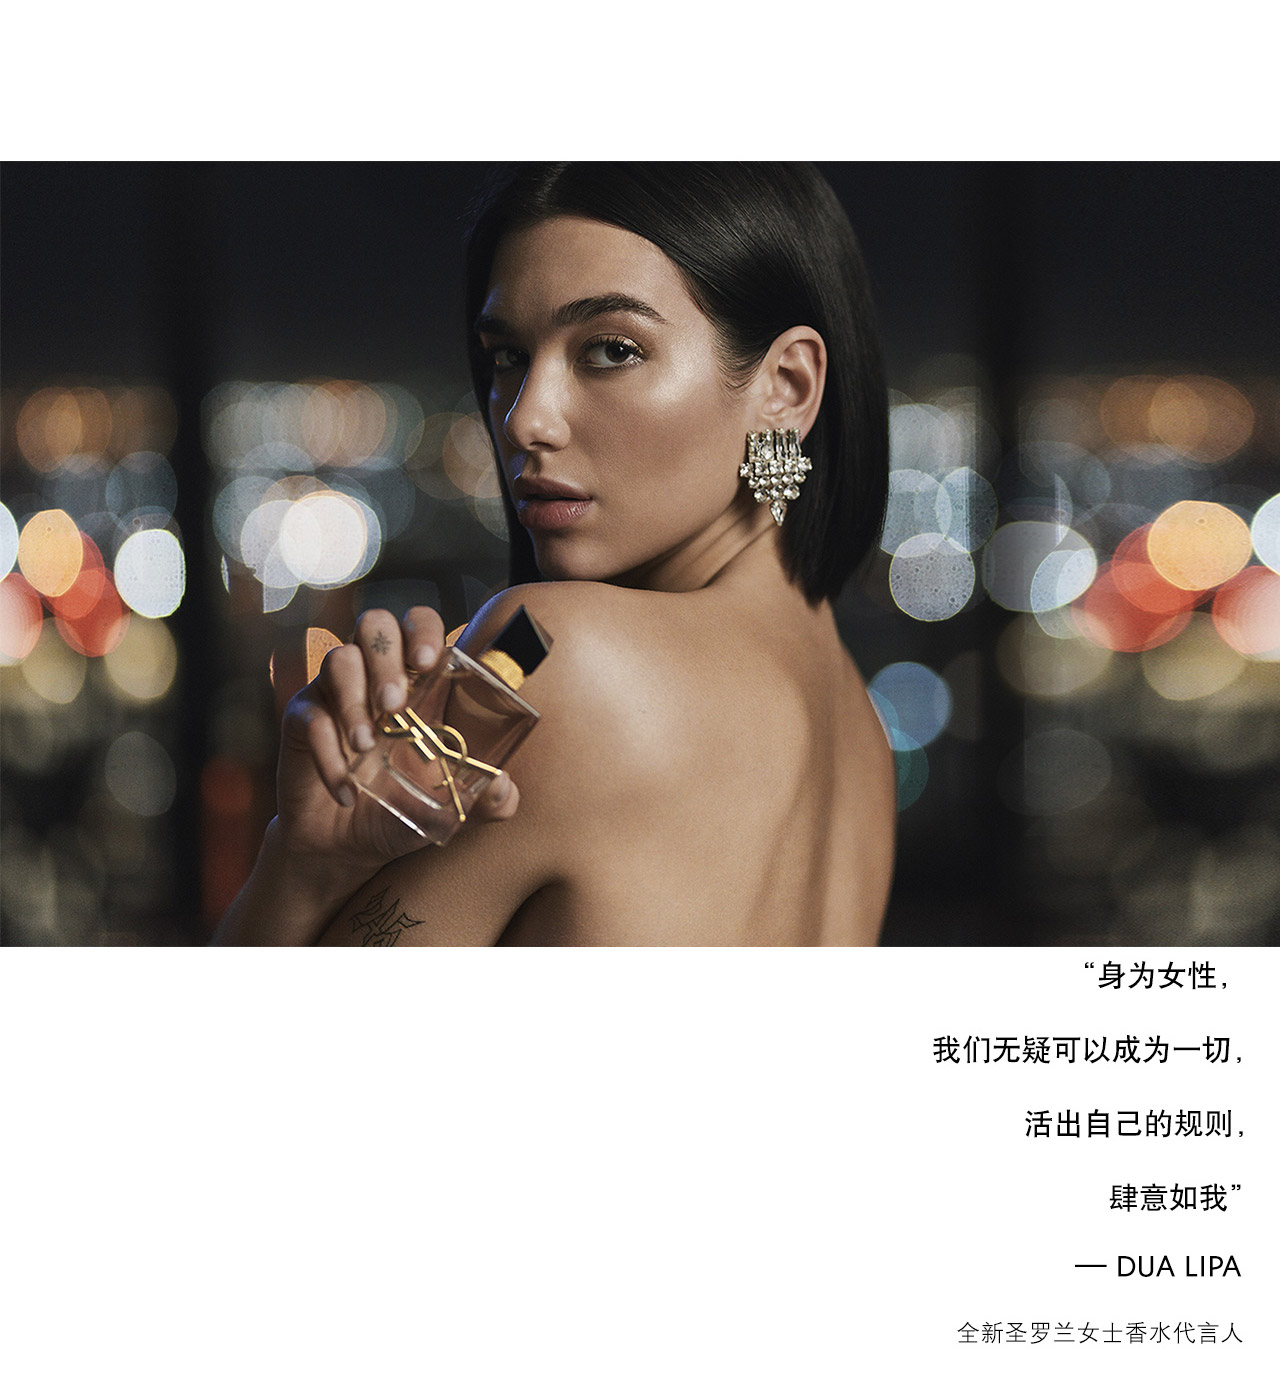 “身为女性，
我们无疑可以成为一切，
活出自己的规则，
肆意如我”
— DUA LIPA
全新圣罗兰女士香水代言人